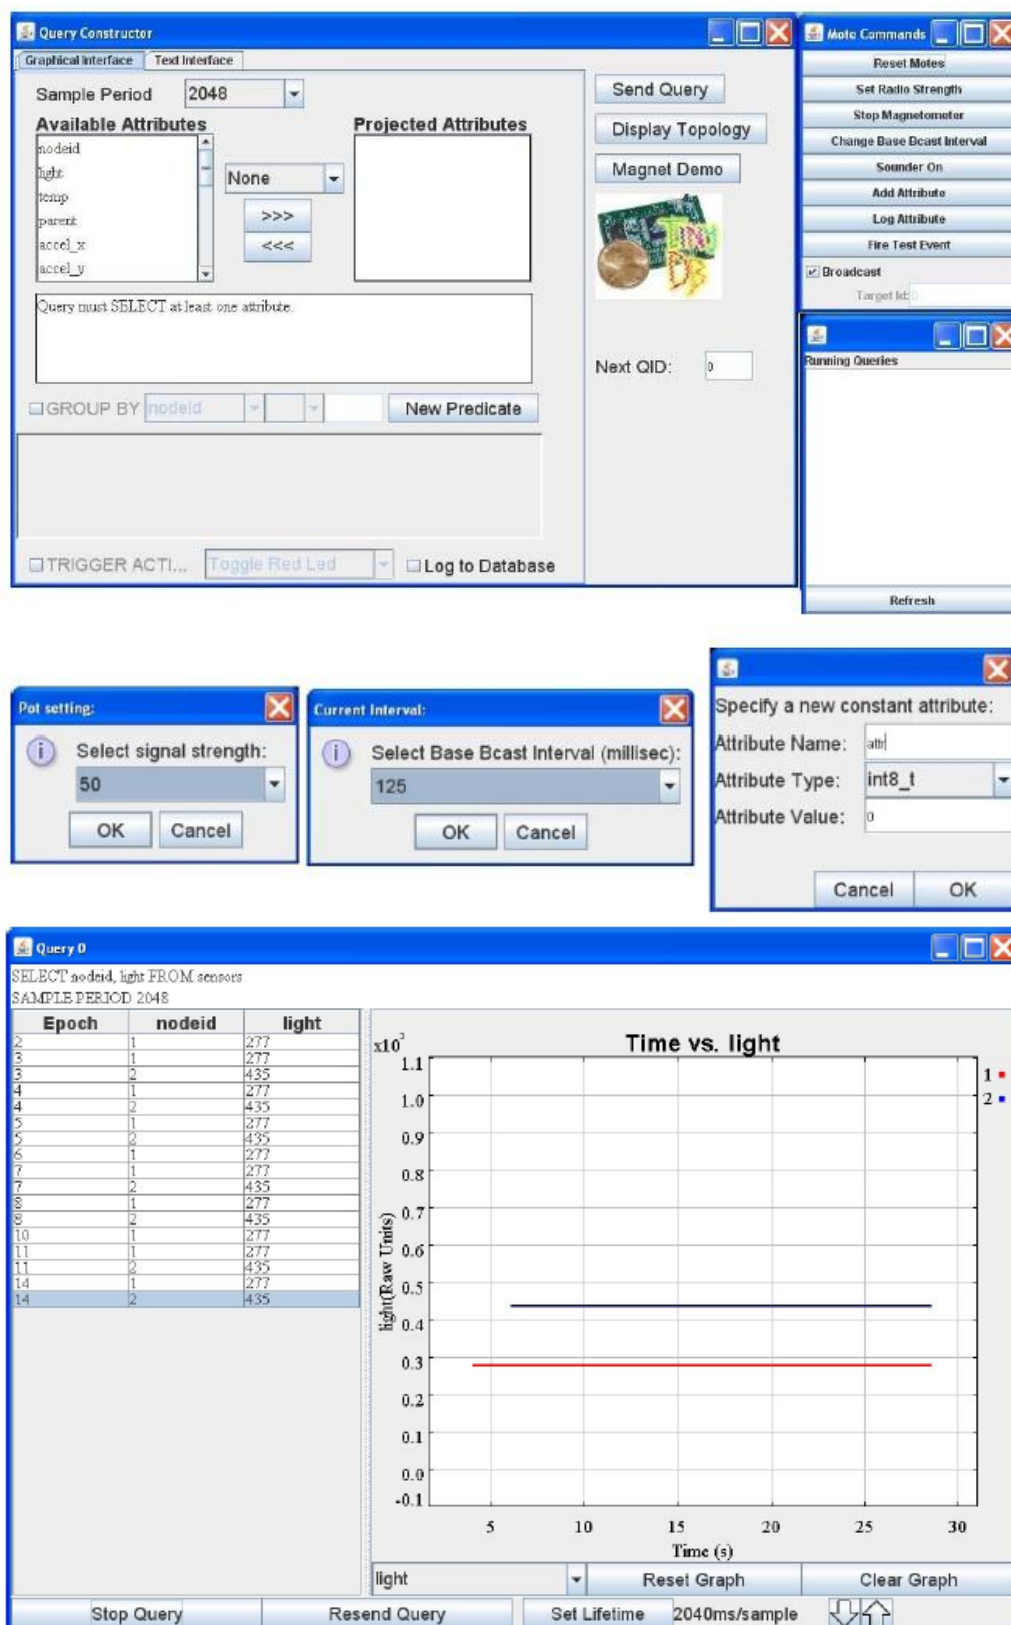 Query Constructor
Graphical Interface Text Interface
Sample Period 2048
Available Attributes Projected Attributes
nodeid
light
temp
parent
accel_x
accel_y
None
>>>
<<<
Query must SELECT at least one attribute.
GROUP BY nodeid New Predicate
TRIGGER ACTI... Toggle Red Led Log to Database
Send Query
Display Topology
Magnet Demo
Next QID: 0
Mote Commands
Reset Motes
Set Radio Strength
Stop Magnetometer
Change Base Bcast Interval
Sounder On
Add Attribute
Log Attribute
Fire Test Event
Broadcast
Target Id: 0
Running Queries
Refresh
Pot setting:
Select signal strength:
50
OK Cancel
Current Interval:
Select Base Bcast Interval (millisec):
125
OK Cancel
Specify a new constant attribute:
Attribute Name: attr
Attribute Type: int8_t
Attribute Value: 0
Cancel OK
Query 0
SELECT nodeid, light FROM sensors
SAMPLE PERIOD 2048
Epoch nodeid light
2 1 277
3 1 277
3 2 435
4 1 277
4 2 435
5 1 277
5 2 435
6 1 277
7 1 277
7 2 435
8 1 277
8 2 435
10 1 277
11 1 277
11 2 435
14 1 277
14 2 435
Time vs. light
1
2
1.1
1.0
0.9
0.8
0.7
0.6
0.5
0.4
0.3
0.2
0.1
0.0
-0.1
light(Raw Units)
5 10 15 20 25 30
Time (s)
light Reset Graph Clear Graph
Stop Query Resend Query Set Lifetime 2040ms/sample